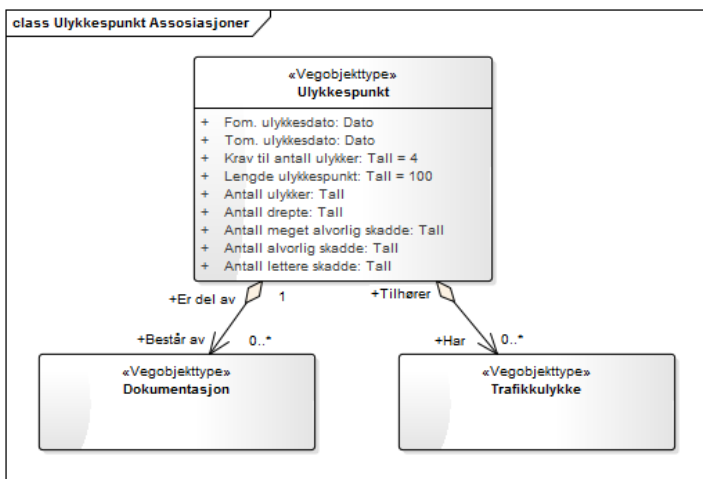 class Ulykkespunkt Assosiasjoner
«Vegobjekttype»
Ulykkespunkt
+ Fom. ulykkesdato: Dato
+ Tom. ulykkesdato: Dato
+ Krav til antall ulykker: Tall = 4
+ Lengde ulykkespunkt: Tall = 100
+ Antall ulykker: Tall
+ Antall drepte: Tall
+ Antall meget alvorlig skadde: Tall
+ Antall alvorlig skadde: Tall
+ Antall lettere skadde: Tall
+Er del av 1
+Tilhører
+Består av 0..*
+Har 0..*
«Vegobjekttype»
Dokumentasjon
«Vegobjekttype»
Trafikkulykke